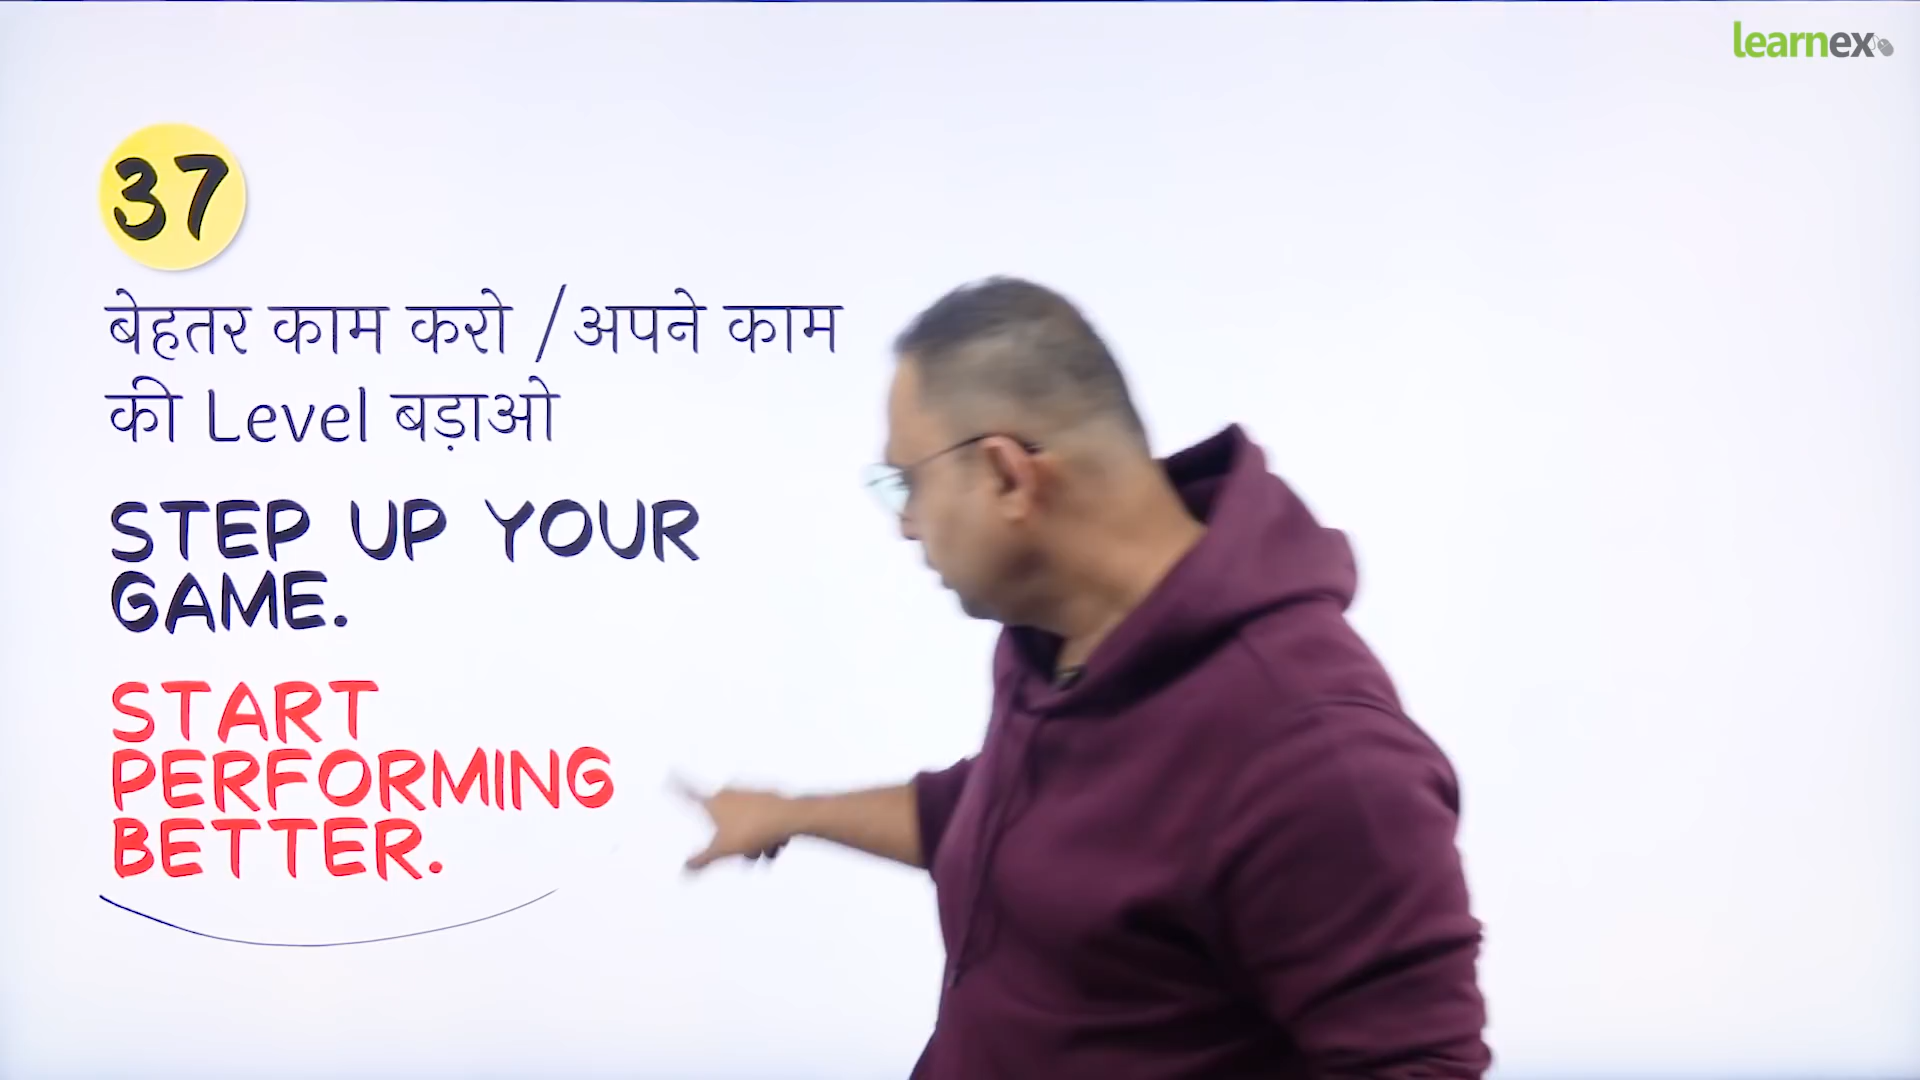 learnex
37
बेहतर काम करो / अपने काम
की Level बड़ाओ
STEP UP YOUR
GAME.
START
PERFORMING
BETTER.